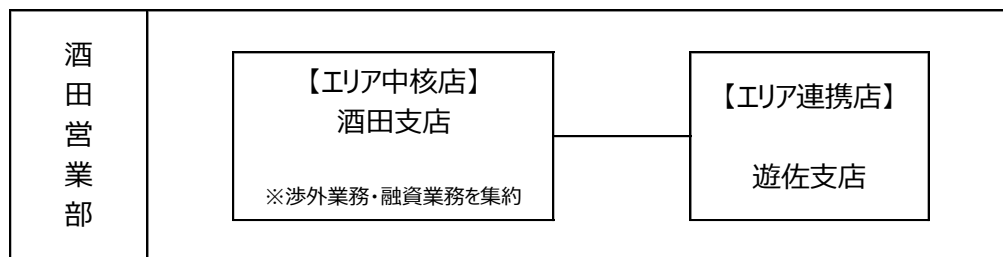 酒田営業部
【エリア中核店】
酒田支店
※渉外業務・融資業務を集約
【エリア連携店】
遊佐支店